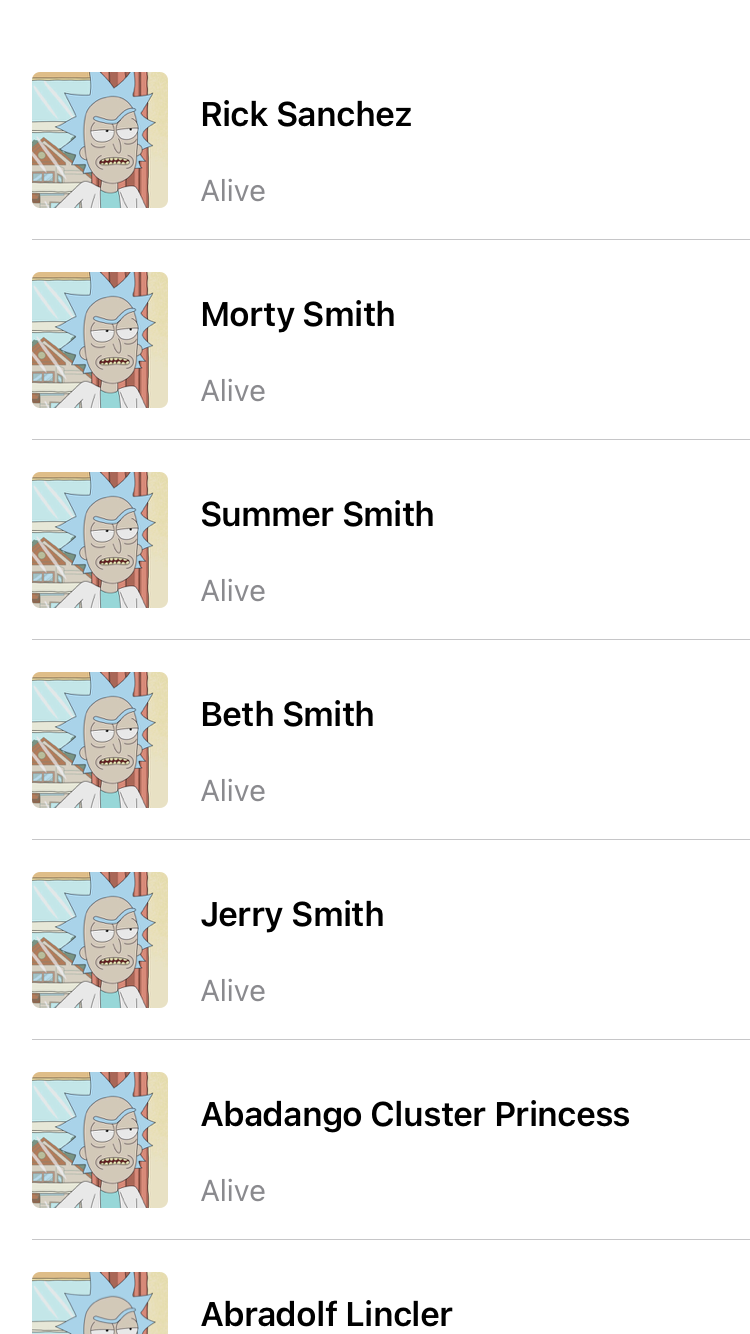 Rick Sanchez
Alive
Morty Smith
Alive
Summer Smith
Alive
Beth Smith
Alive
Jerry Smith
Alive
Abadango Cluster Princess
Alive
Abradolf Lincler